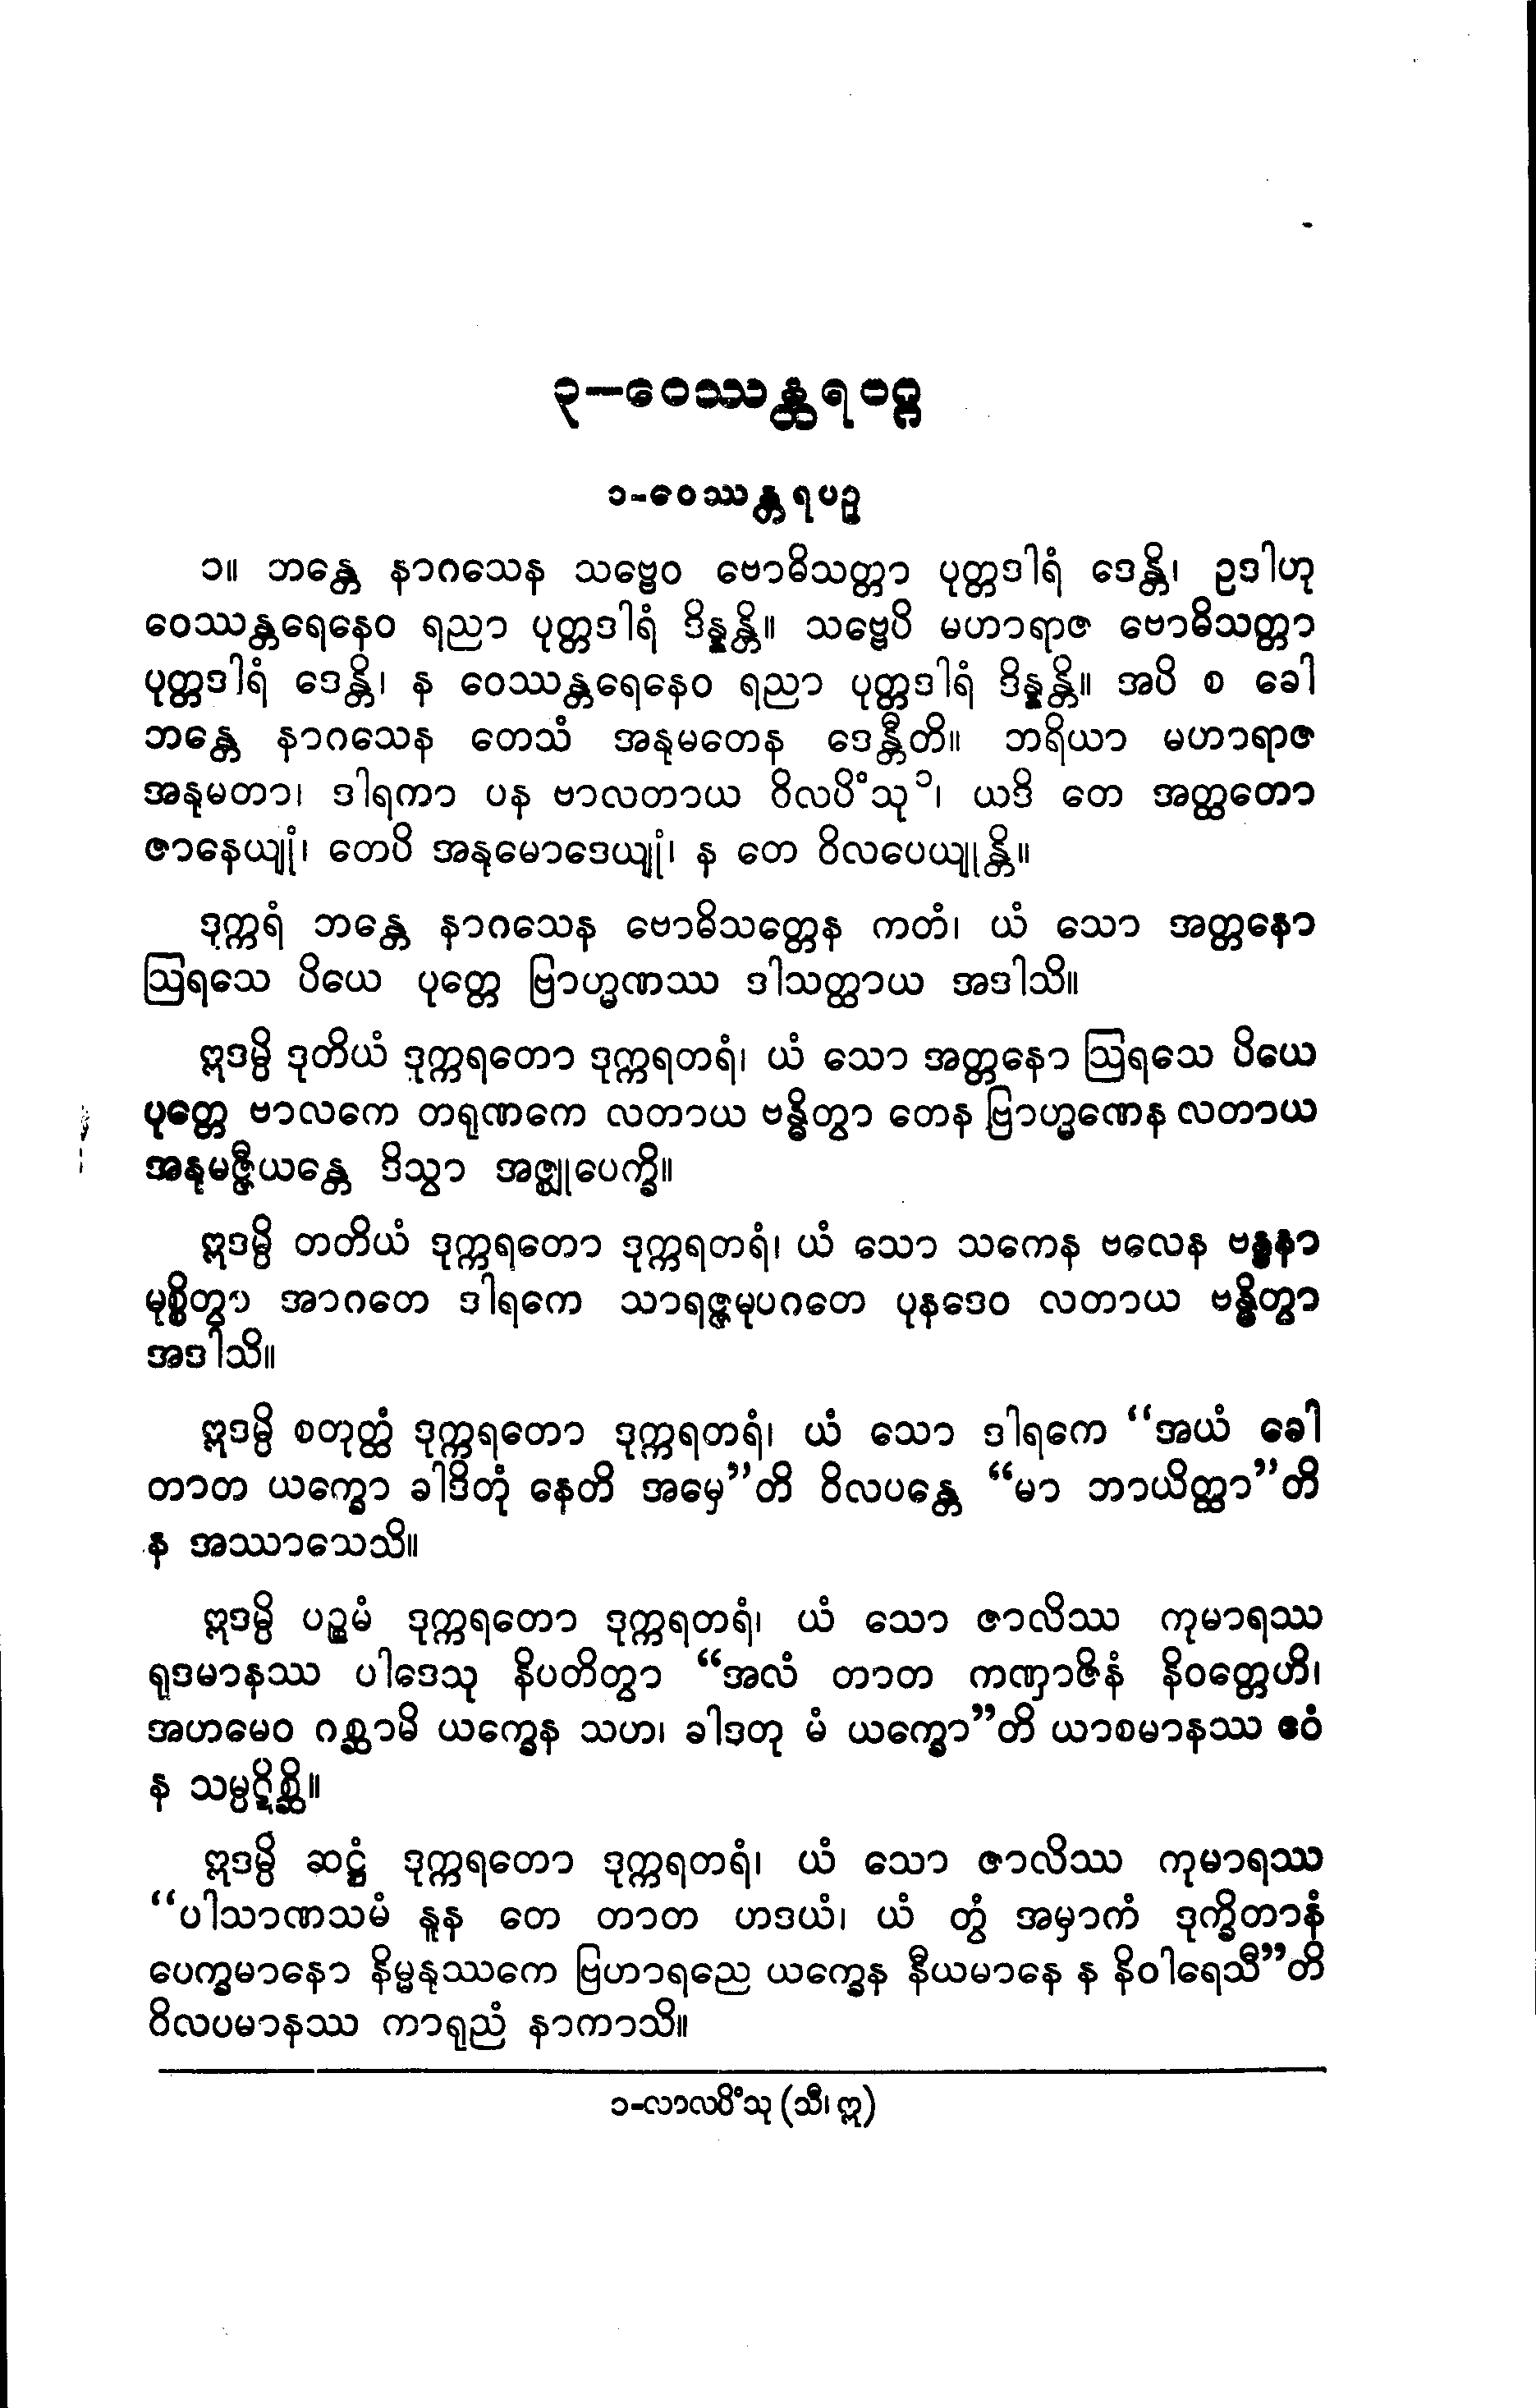 ၃–ဝေဿန္တရဝဂ္ဂ
၁-ဝေဿန္တရပဉှ
၁။ ဘန္တေ နာဂသေန သဗ္ဗေဝ ဗောဓိသတ္တာ ပုတ္တဒါရံ ဒေန္တိ၊ ဥဒါဟု
ဝေဿန္တရေနေဝ ရညာ ပုတ္တဒါရံ ဒိန္နန္တိ။ သဗ္ဗေပိ မဟာရာဇ ဗောဓိသတ္တာ
ပုတ္တဒါရံ ဒေန္တိ၊ န ဝေဿန္တရေနေဝ ရညာ ပုတ္တဒါရံ ဒိန္နန္တိ။ အပိ စ ခေါ
ဘန္တေ နာဂသေန တေသံ အနုမတေန ဒေန္တီတိ။ ဘရိယာ မဟာရာဇ
အနုမတာ၊ ဒါရကာ ပန ဗာလတာယ ဝိလပိံသု ၁၊ ယဒိ တေ အတ္ထတော
ဇာနေယျုံ၊ တေပိ အနုမောဒေယျုံ၊ န တေ ဝိလပေယျုန္တိ။
ဒုက္ကရံ ဘန္တေ နာဂသေန ဗောဓိသတ္တေန ကတံ၊ ယံ သော အတ္တနော
ဩရသေ ပိယေ ပုတ္တေ ဗြာဟ္မဏဿ ဒါသတ္ထာယ အဒါသိ။
ဣဒမ္ပိ ဒုတိယံ ဒုက္ကရတော ဒုက္ကရတရံ၊ ယံ သော အတ္တနော ဩရသေ ပိယေ
ပုတ္တေ ဗာလကေ တရုဏကေ လတာယ ဗန္ဓိတွာ တေန ဗြာဟ္မဏေန လတာယ
အနုမဇ္ဇီယန္တေ ဒိသွာ အဇ္ဈုပေက္ခိ။
ဣဒမ္ပိ တတိယံ ဒုက္ကရတော ဒုက္ကရတရံ၊ ယံ သော သကေန ဗလေန ဗန္ဓနာ
မုစ္စိတွာ အာဂတေ ဒါရကေ သာရဇ္ဇမုပဂတေ ပုနဒေဝ လတာယ ဗန္ဓိတွာ
အဒါသိ။
ဣဒမ္ပိ စတုတ္ထံ ဒုက္ကရတော ဒုက္ကရတရံ၊ ယံ သော ဒါရကေ “အယံ ခေါ
တာတ ယက္ခော ခါဒိတုံ နေတိ အမှေ”တိ ဝိလပန္တေ “မာ ဘာယိတ္ထာ”တိ
န အဿာသေသိ။
ဣဒမ္ပိ ပဉ္စမံ ဒုက္ကရတော ဒုက္ကရတရံ၊ ယံ သော ဇာလိဿ ကုမာရဿ
ရုဒမာနဿ ပါဒေသု နိပတိတွာ “အလံ တာတ ကဏှာဇိနံ နိဝတ္တေဟိ၊
အဟမေဝ ဂစ္ဆာမိ ယက္ခေန သဟ၊ ခါဒတု မံ ယက္ခော”တိ ယာစမာနဿ ဧဝံ
န သမ္ပဋိစ္ဆိ။
ဣဒမ္ပိ ဆဋ္ဌံ ဒုက္ကရတော ဒုက္ကရတရံ၊ ယံ သော ဇာလိဿ ကုမာရဿ
“ပါသာဏသမံ နူန တေ တာတ ဟဒယံ၊ ယံ တွံ အမှာကံ ဒုက္ခိတာနံ
ပေက္ခမာနော နိမ္မနုဿကေ ဗြဟာရညေ ယက္ခေန နီယမာနေ န နိဝါရေသီ”တိ
ဝိလပမာနဿ ကာရုညံ နာကာသိ။
၁-လာလပိံသု (သီ၊ ဣ)